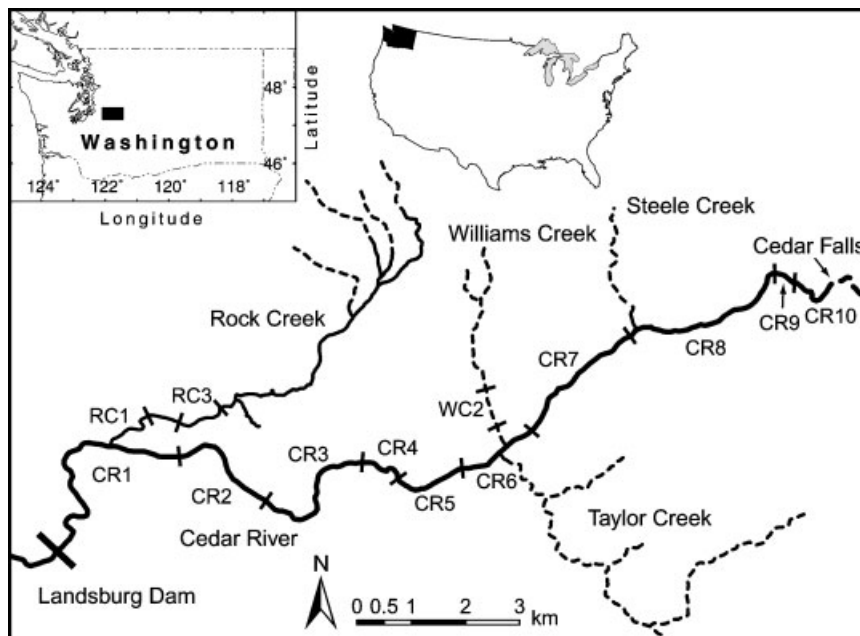 48°
Washington
46°
Latitude
124° 122° 120° 118°
Longitude
Steele Creek
Williams Creek
Cedar Falls
Rock Creek
CR9
CR10
CR8
CR7
RC3
RC1
WC2
CR3
CR4
CR1
CR6
CR2
CR5
Taylor Creek
Cedar River
N
Landsburg Dam
0 0.5 1 2 3 km